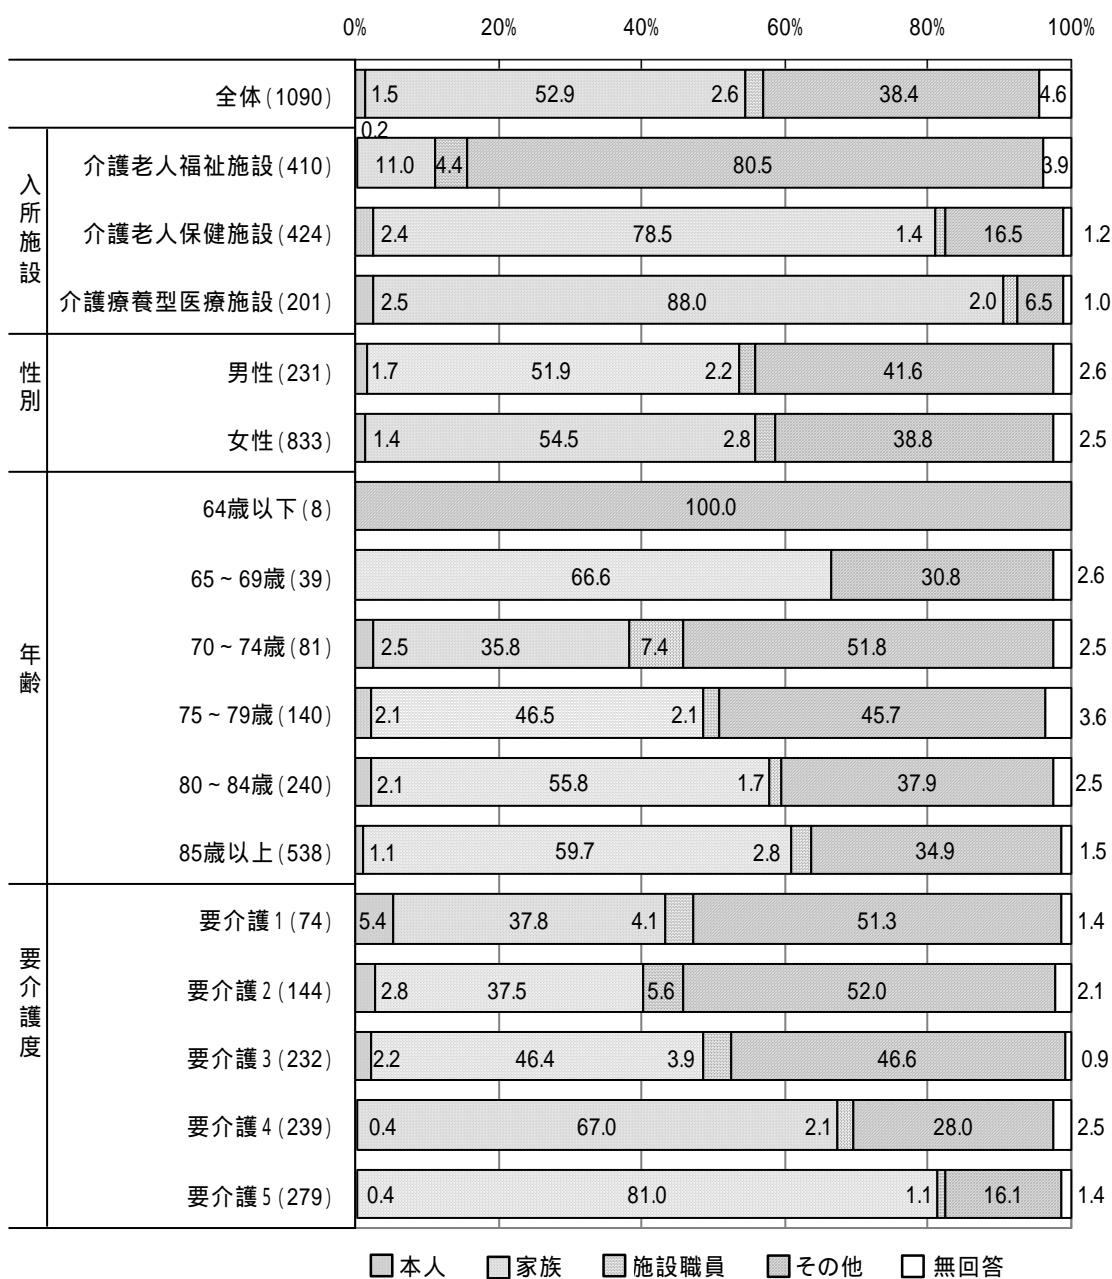 0% 20% 40% 60% 80% 100%
全体(1090) 1.5 52.9 2.6 38.4 4.6
入所施設
介護老人福祉施設(410) 0.2 11.0 4.4 80.5 3.9
介護老人保健施設(424) 2.4 78.5 1.4 16.5 1.2
介護療養型医療施設(201) 2.5 88.0 2.0 6.5 1.0
性別
男性(231) 1.7 51.9 2.2 41.6 2.6
女性(833) 1.4 54.5 2.8 38.8 2.5
年齢
64歳以下(8) 100.0
65~69歳(39) 66.6 30.8 2.6
70~74歳(81) 2.5 35.8 7.4 51.8 2.5
75~79歳(140) 2.1 46.5 2.1 45.7 3.6
80~84歳(240) 2.1 55.8 1.7 37.9 2.5
85歳以上(538) 1.1 59.7 2.8 34.9 1.5
要介護度
要介護1(74) 5.4 37.8 4.1 51.3 1.4
要介護2(144) 2.8 37.5 5.6 52.0 2.1
要介護3(232) 2.2 46.4 3.9 46.6 0.9
要介護4(239) 0.4 67.0 2.1 28.0 2.5
要介護5(279) 0.4 81.0 1.1 16.1 1.4
本人 家族 施設職員 その他 無回答